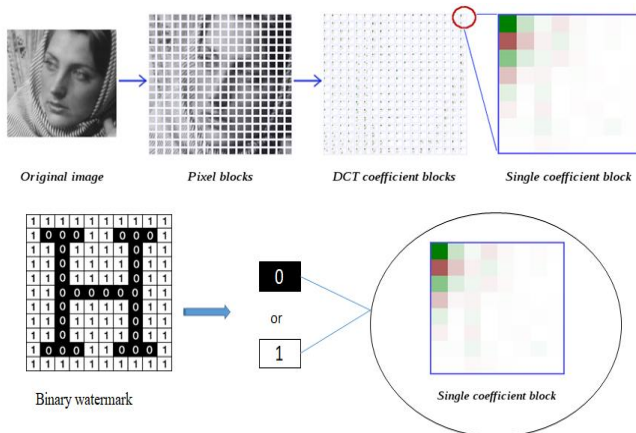 Original image
Pixel blocks
DCT coefficient blocks
Single coefficient block
1 1 1 1 1 1 1 1 1 1
1 0 0 0 1 1 0 0 0 1
1 1 0 1 1 1 1 0 1 1
1 1 0 1 1 1 1 0 1 1
1 1 0 1 1 1 1 0 1 1
1 1 0 0 0 0 0 0 1 1
1 1 0 1 1 1 1 0 1 1
1 1 0 1 1 1 1 0 1 1
1 1 0 1 1 1 1 0 1 1
1 0 0 0 1 1 0 0 0 1
1 1 1 1 1 1 1 1 1 1
Binary watermark
0
or
1
Single coefficient block